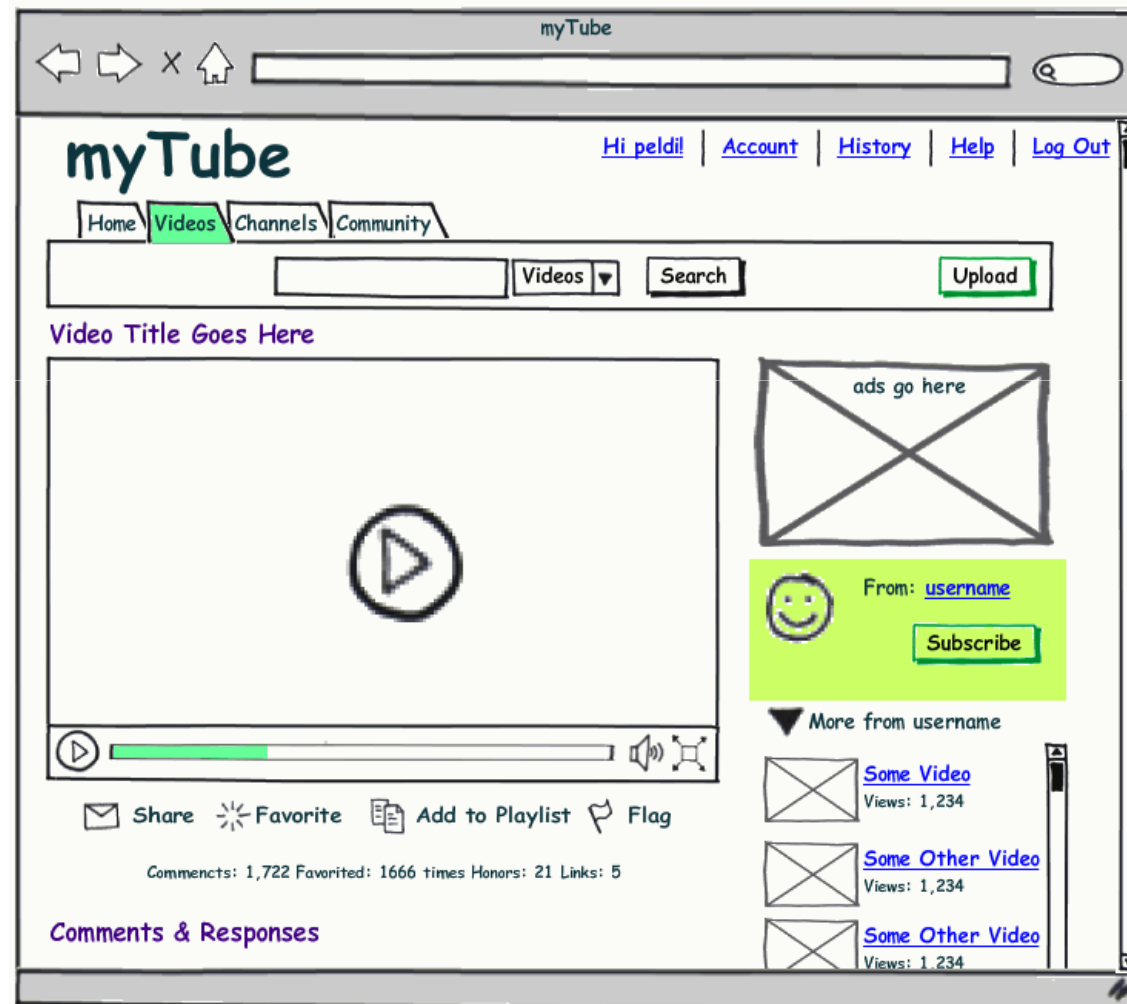 myTube
myTube
Hi peldi! Account History Help Log Out
Home Videos Channels Community
Videos Search Upload
Video Title Goes Here
ads go here
From: username
Subscribe
More from username
Some Video
Views: 1,234
Share Favorite Add to Playlist Flag
Some Other Video
Views: 1,234
Commencts: 1,722 Favorited: 1666 times Honors: 21 Links: 5
Comments & Responses
Some Other Video
Views: 1,234